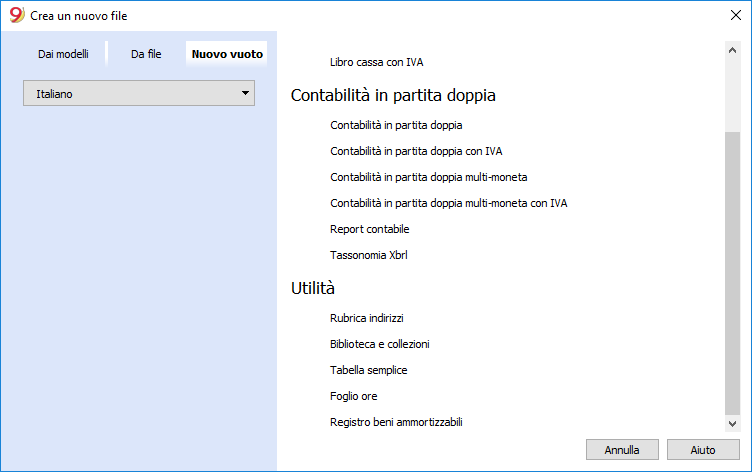 Crea un nuovo file
Dai modelli
Da file
Nuovo vuoto
Italiano
Libro cassa con IVA
Contabilità in partita doppia
Contabilità in partita doppia
Contabilità in partita doppia con IVA
Contabilità in partita doppia multi-moneta
Contabilità in partita doppia multi-moneta con IVA
Report contabile
Tassonomia Xbrl
Utilità
Rubrica indirizzi
Biblioteca e collezioni
Tabella semplice
Foglio ore
Registro beni ammortizzabili
Annulla
Aiuto